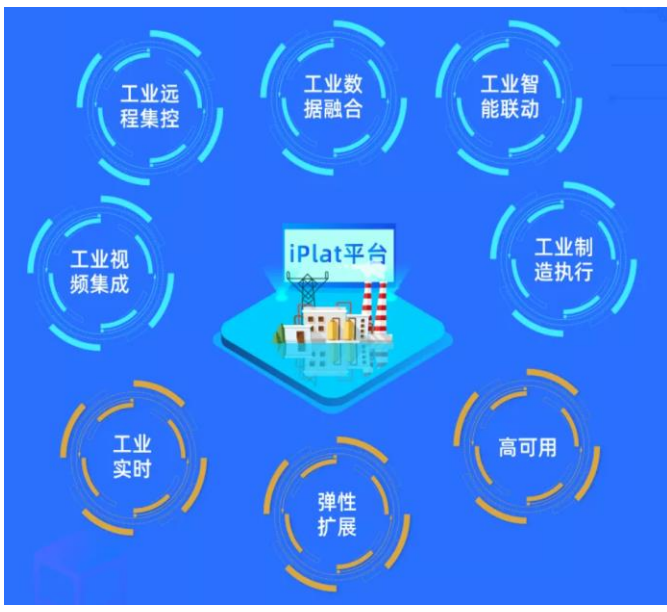 工业远
程集控
工业数
据融合
工业智
能联动
工业视
频集成
iPlat平台
工业制
造执行
工业
实时
弹性
扩展
高可用